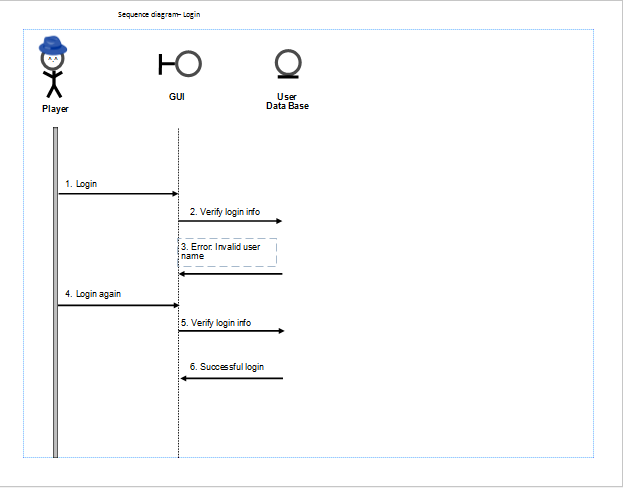 Sequence diagram- Login
Player
GUI
User
Data Base
1. Login
2. Verify login info
3. Error: Invalid user
name
4. Login again
5. Verify login info
6. Successful login